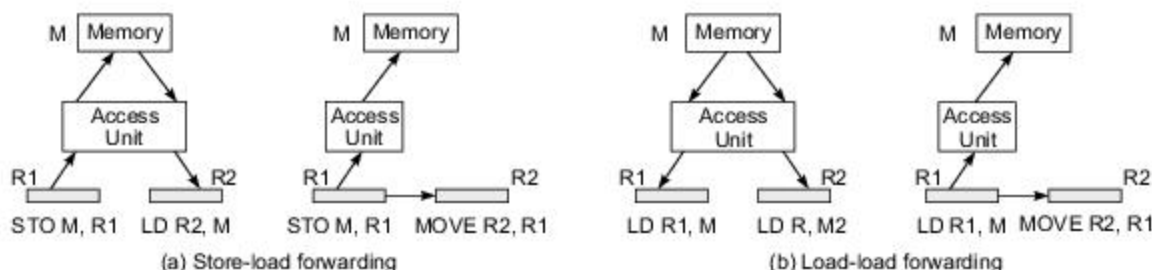 M Memory
Access
Unit
R1 R2
STO M, R1 LD R2, M
M Memory
Access
Unit
R1 R2
STO M, R1 MOVE R2, R1
(a) Store-load forwarding
M Memory
Access
Unit
R1 R2
LD R1, M LD R, M2
M Memory
Access
Unit
R1 R2
LD R1, M MOVE R2, R1
(b) Load-load forwarding